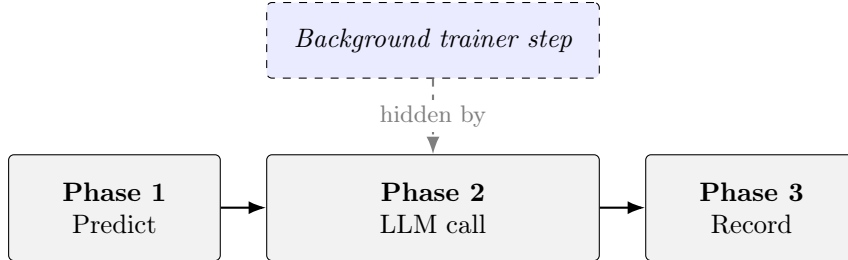 Background trainer step
hidden by
Phase 1
Predict
Phase 2
LLM call
Phase 3
Record